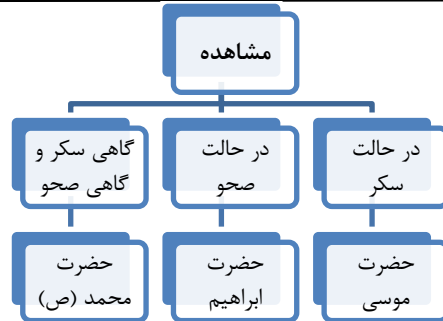 مشاهده
در حالت
سکر
در حالت
صحو
گاهی سکر و
گاهی صحو
حضرت
موسی
حضرت
ابراهیم
حضرت
محمد (ص)